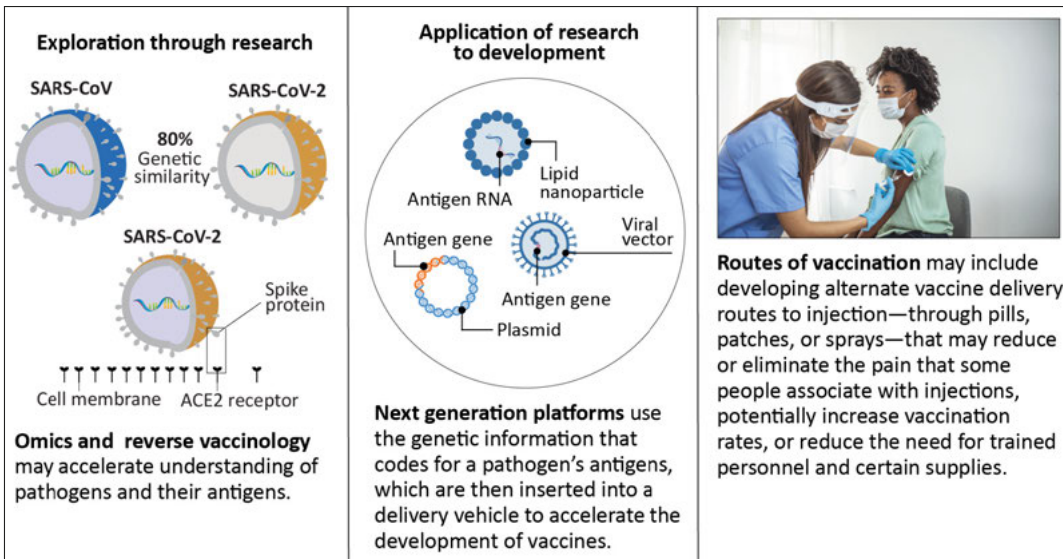 Exploration through research
SARS-CoV
SARS-CoV-2
80%
Genetic
similarity
SARS-CoV-2
Spike
protein
Cell membrane
ACE2 receptor
Omics and reverse vaccinology
may accelerate understanding of
pathogens and their antigens.
Application of research
to development
Antigen RNA
Lipid
nanoparticle
Antigen gene
Viral
vector
Antigen gene
Plasmid
Next generation platforms use
the genetic information that
codes for a pathogen’s antigens,
which are then inserted into a
delivery vehicle to accelerate the
development of vaccines.
Routes of vaccination may include
developing alternate vaccine delivery
routes to injection—through pills,
patches, or sprays—that may reduce
or eliminate the pain that some
people associate with injections,
potentially increase vaccination
rates, or reduce the need for trained
personnel and certain supplies.